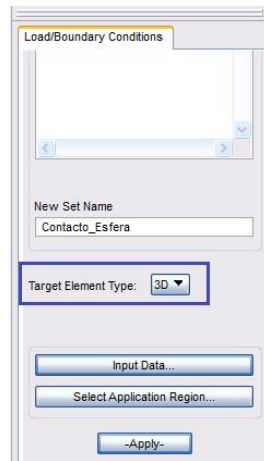 Load/Boundary Conditions
New Set Name
Contacto_Esfera
Target Element Type: 3D
Input Data...
Select Application Region...
-Apply-